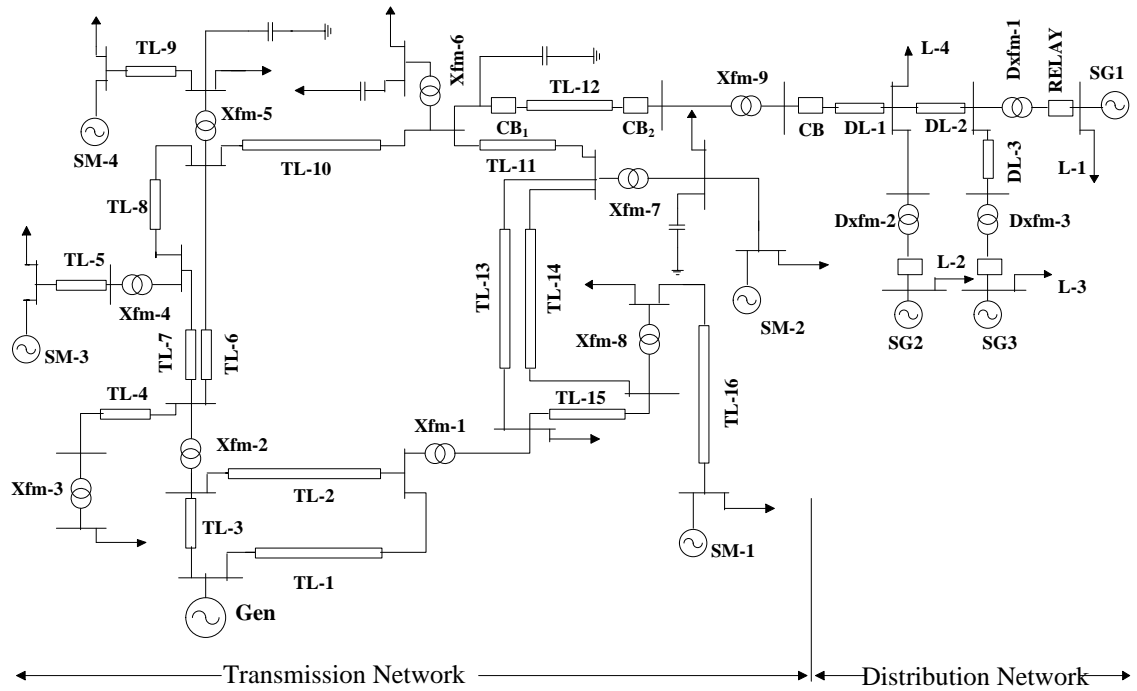 Dxfm-1
L-4
RELAY
SG1
TL-9
Xfm-6
Xfm-5
TL-12
Xfm-9
CB1
CB2
CB
DL-1
DL-2
DL-3
L-1
SM-4
TL-10
TL-11
TL-8
Xfm-7
Dxfm-2
Dxfm-3
TL-5
Xfm-4
TL-13
TL-14
L-2
L-3
SM-3
TL-7
TL-6
Xfm-8
SM-2
SG2
SG3
TL-4
TL-15
TL-16
Xfm-1
Xfm-2
Xfm-3
TL-2
TL-3
SM-1
TL-1
Gen
Transmission Network
Distribution Network